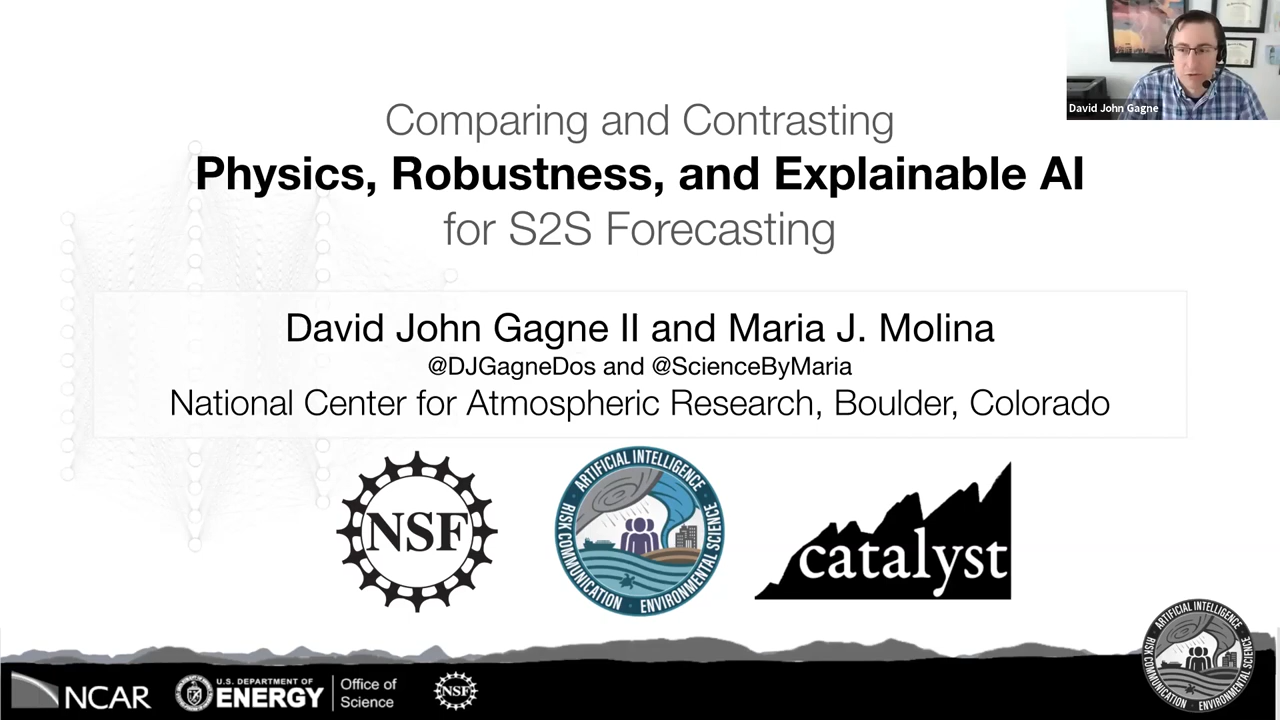 David John Gagne
Comparing and Contrasting
Physics, Robustness, and Explainable AI
for S2S Forecasting
David John Gagne II and Maria J. Molina
@DJGagneDos and @ScienceByMaria
National Center for Atmospheric Research, Boulder, Colorado
NSF
ARTIFICIAL INTELLIGENCE
RISK COMMUNICATION
ENVIRONMENTAL SCIENCE
catalyst
NCAR
U.S. DEPARTMENT OF
ENERGY
Office of
Science
NSF
ARTIFICIAL INTELLIGENCE
RISK COMMUNICATION
ENVIRONMENTAL SCIENCE